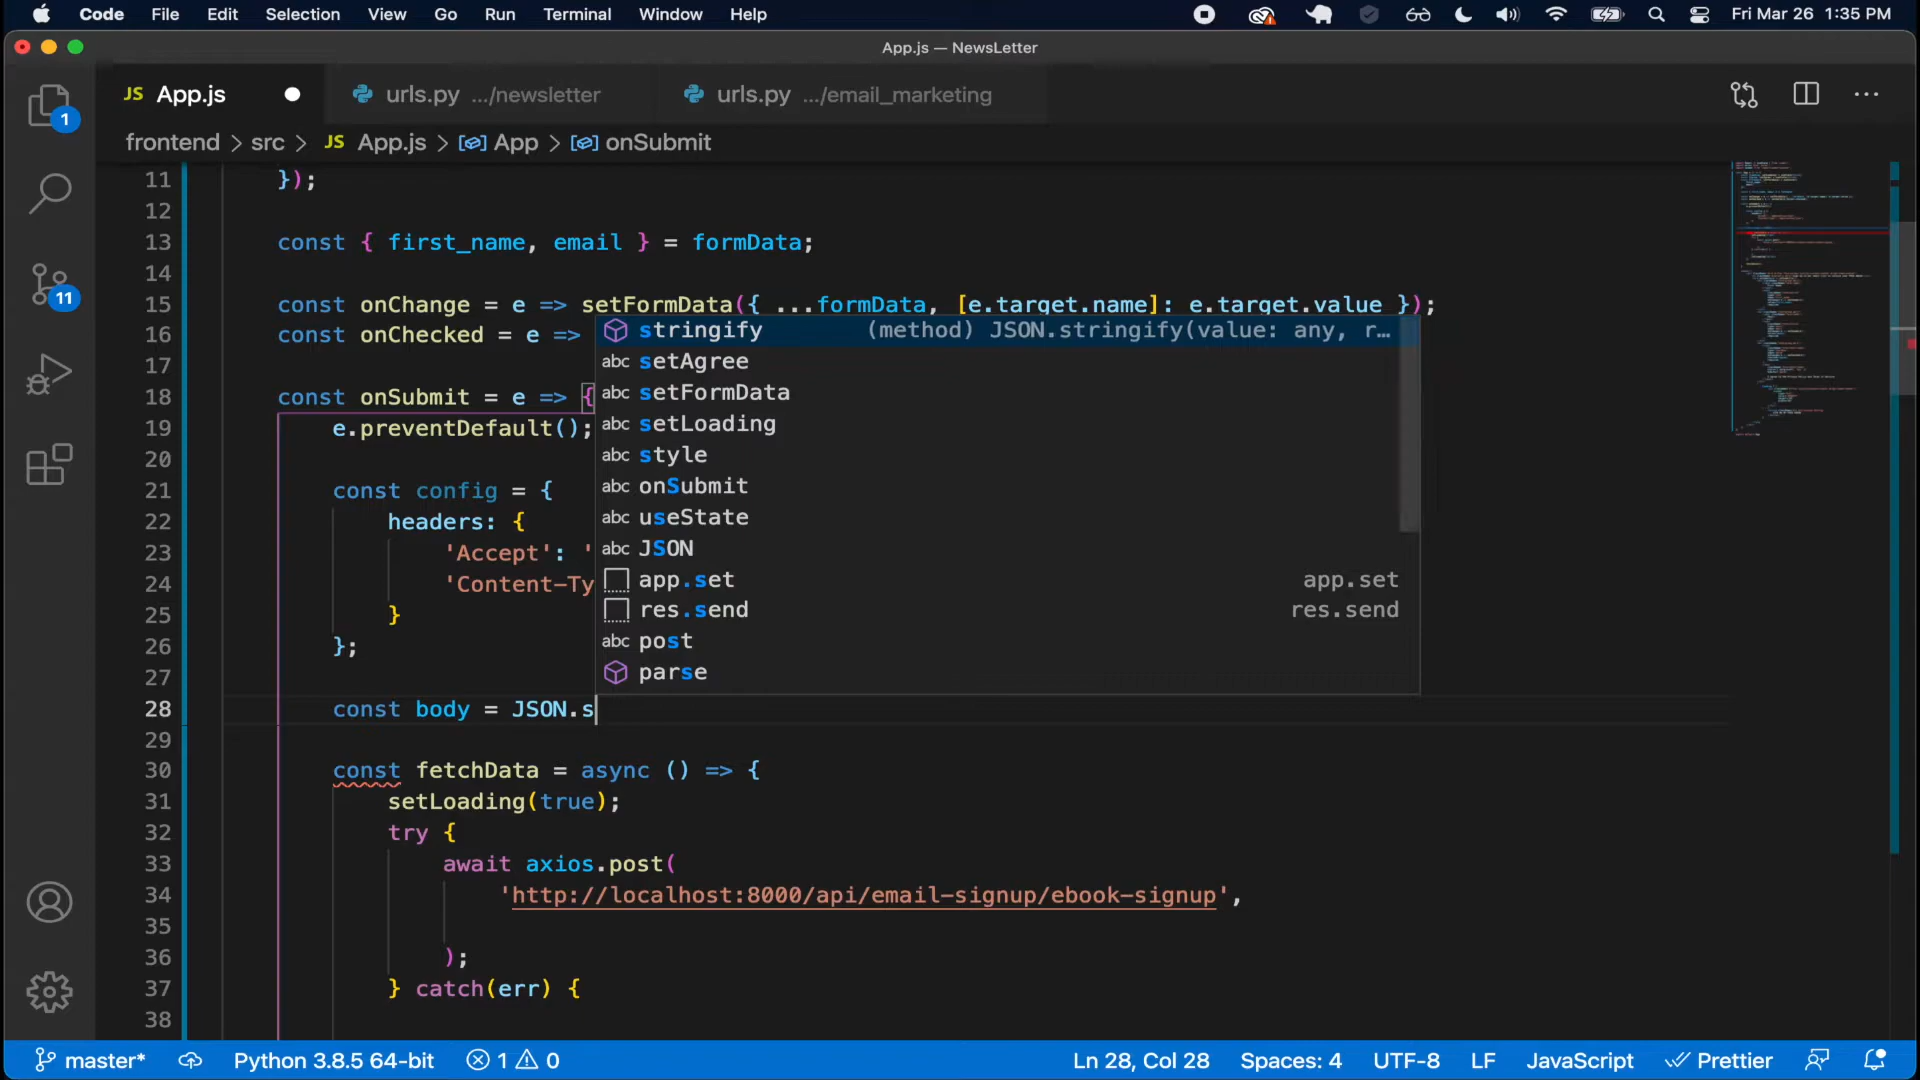 Code File Edit Selection View Go Run Terminal Window Help Fri Mar 26 1:35 PM
App.js — NewsLetter
JS App.js urls.py .../newsletter urls.py .../email_marketing
1
frontend > src > JS App.js > App > onSubmit
11 });
12
13 const { first_name, email } = formData;
14
15 const onChange = e => setFormData({ ...formData, [e.target.name]: e.target.value });
16 const onChecked = e =>
stringify (method) JSON.stringify(value: any, r…
17
setAgree
setFormData
18 const onSubmit = e => {
setLoading
19 e.preventDefault();
20
style
21 const config = {
onSubmit
22 headers: {
useState
23 'Accept': '
JSON
24 'Content-Ty
app.set app.set
25 }
res.send res.send
26 };
post
27
parse
28 const body = JSON.s
29
30 const fetchData = async () => {
31 setLoading(true);
32 try {
33 await axios.post(
34 'http://localhost:8000/api/email-signup/ebook-signup',
35
36 );
37 } catch(err) {
38
11
master* Python 3.8.5 64-bit 1 0 Ln 28, Col 28 Spaces: 4 UTF-8 LF JavaScript Prettier